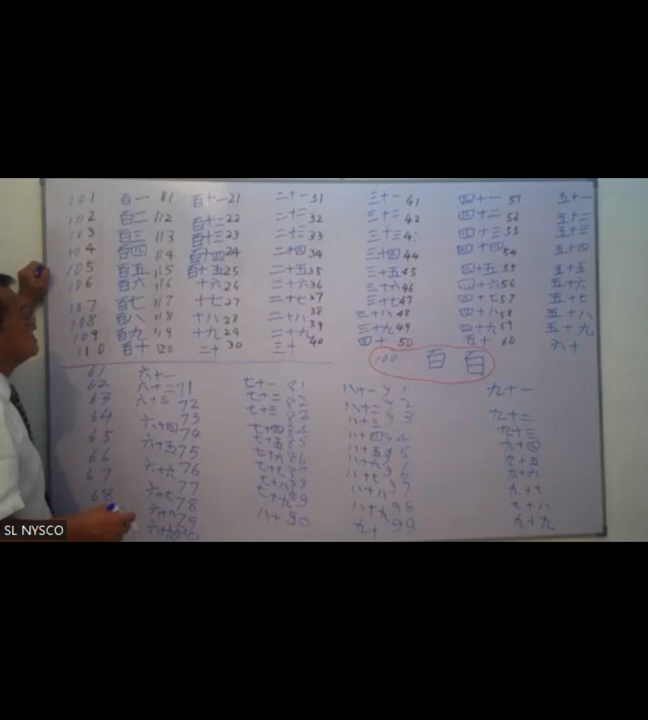 101 百一 111 百十一 21 二十一 31 三十一 41 四十一 51 五十一
102 百二 112 百十二 22 二十二 32 三十二 42 四十二 52 五十二
103 百三 113 百十三 23 二十三 33 三十三 四十三 53 五十三
104 百四 114 百十四 24 二十四 34 三十四 44 四十四 54 五十四
105 百五 115 百十五 25 二十五 35 三十五 45 四十五 55 五十五
106 百六 116 十六 26 二十六 36 三十六 46 四十六 56 五十六
107 百七 117 十七 27 二十七 37 三十七 47 四十七 57 五十七
108 百八 118 十八 28 二十八 38 三十八 48 四十八 58 五十八
109 百九 119 十九 29 二十九 39 三十九 49 四十九 59 五十九
110 百十 120 二十 30 三十 40 四十 50 五十 60 六十
100 百 百
61 六十一 71 七十一 81 八十一 91 九十一
62 六十二 72 七十二 82 八十二 92 九十二
63 六十三 73 七十三 83 八十三 93 九十三
64 六十四 74 七十四 84 八十四 94 九十四
65 六十五 75 七十五 85 八十五 95 九十五
66 六十六 76 七十六 86 八十六 96 九十六
67 六十七 77 七十七 87 八十七 97 九十七
68 六十八 78 七十八 88 八十八 98 九十八
79 七十九 89 八十九 99 九十九
八十 90 九十
SL NYSCO